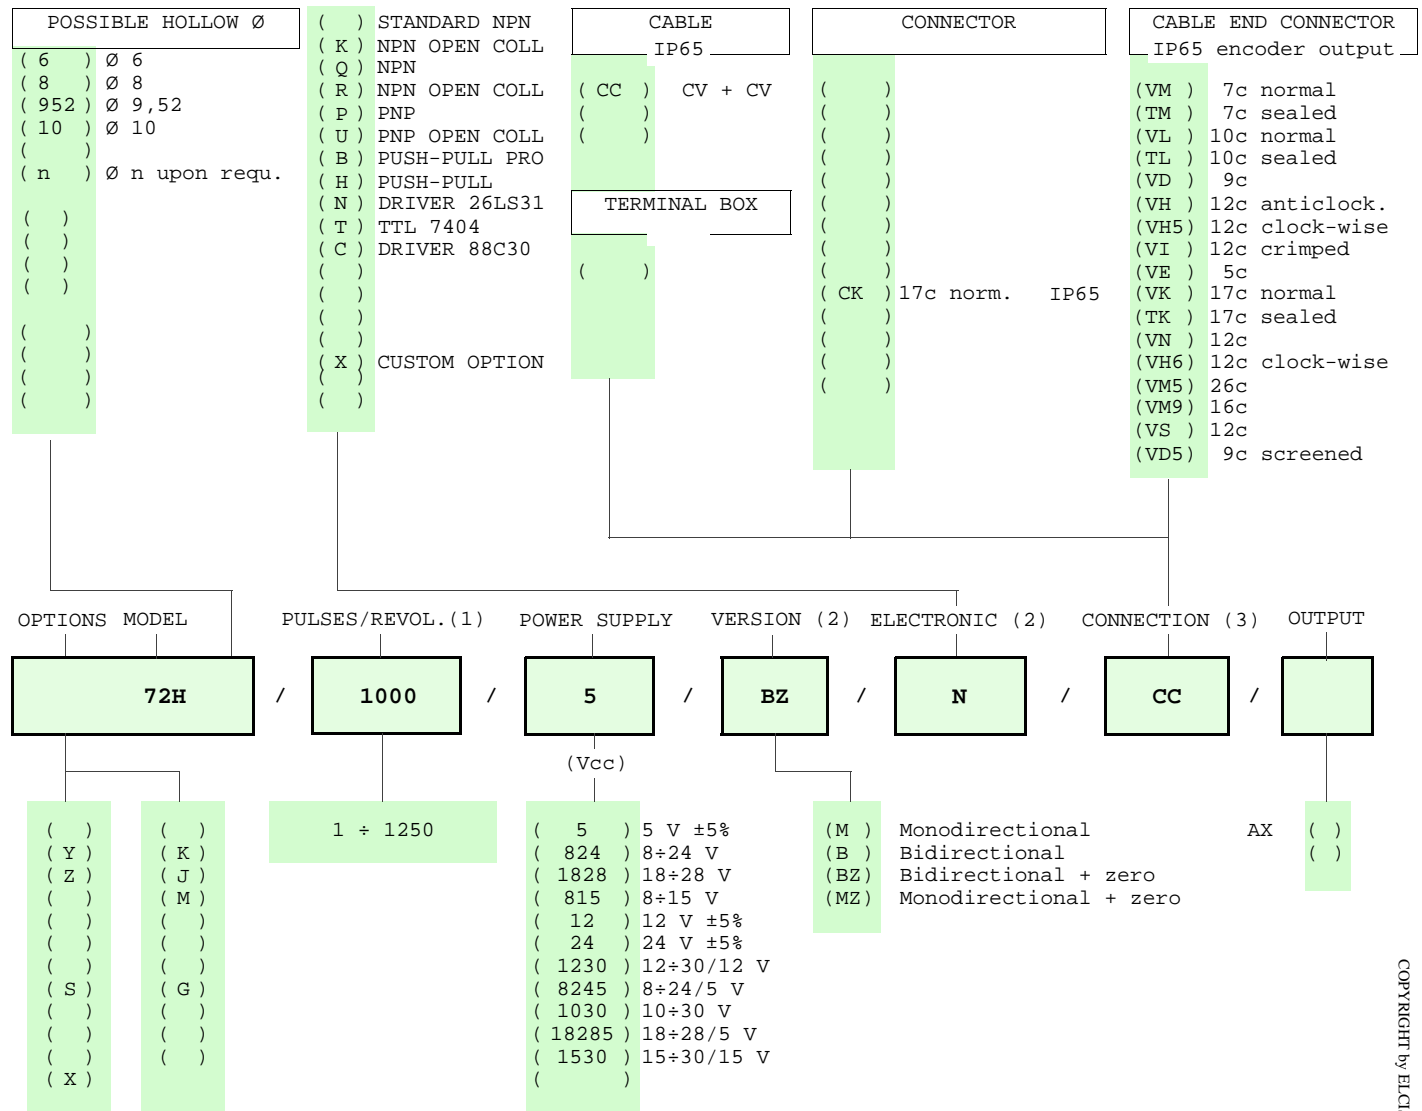 POSSIBLE HOLLOW Ø
( 6 ) Ø 6
( 8 ) Ø 8
( 952 ) Ø 9,52
( 10 ) Ø 10
( )
( n ) Ø n upon requ.
( )
( )
( )
( )
( )
( )
( )
( )
( ) STANDARD NPN
( K ) NPN OPEN COLL
( Q ) NPN
( R ) NPN OPEN COLL
( P ) PNP
( U ) PNP OPEN COLL
( B ) PUSH-PULL PRO
( H ) PUSH-PULL
( N ) DRIVER 26LS31
( T ) TTL 7404
( C ) DRIVER 88C30
( )
( )
( )
( )
( X ) CUSTOM OPTION
( )
( )
CABLE
IP65
( CC ) CV + CV
( )
( )
TERMINAL BOX
( )
CONNECTOR
( )
( )
( )
( )
( )
( )
( )
( )
( )
( CK ) 17c norm. IP65
( )
( )
( )
( )
CABLE END CONNECTOR
IP65 encoder output
(VM ) 7c normal
(TM ) 7c sealed
(VL ) 10c normal
(TL ) 10c sealed
(VD ) 9c
(VH ) 12c anticlock.
(VH5) 12c clock-wise
(VI ) 12c crimped
(VE ) 5c
(VK ) 17c normal
(TK ) 17c sealed
(VN ) 12c
(VH6) 12c clock-wise
(VM5) 26c
(VM9) 16c
(VS ) 12c
(VD5) 9c screened
OPTIONS MODEL PULSES/REVOL.(1) POWER SUPPLY VERSION (2) ELECTRONIC (2) CONNECTION (3) OUTPUT
72H / 1000 / 5 / BZ / N / CC /
(Vcc)
( )
( Y )
( Z )
( )
( )
( )
( )
( S )
( )
( )
( )
( X )
( )
( K )
( J )
( M )
( )
( )
( )
( G )
( )
( )
( )
1 ÷ 1250
( 5 ) 5 V ±5%
( 824 ) 8÷24 V
( 1828 ) 18÷28 V
( 815 ) 8÷15 V
( 12 ) 12 V ±5%
( 24 ) 24 V ±5%
( 1230 ) 12÷30/12 V
( 8245 ) 8÷24/5 V
( 1030 ) 10÷30 V
( 18285 ) 18÷28/5 V
( 1530 ) 15÷30/15 V
( )
(M ) Monodirectional
(B ) Bidirectional
(BZ) Bidirectional + zero
(MZ) Monodirectional + zero
AX ( )
( )
COPYRIGHT by